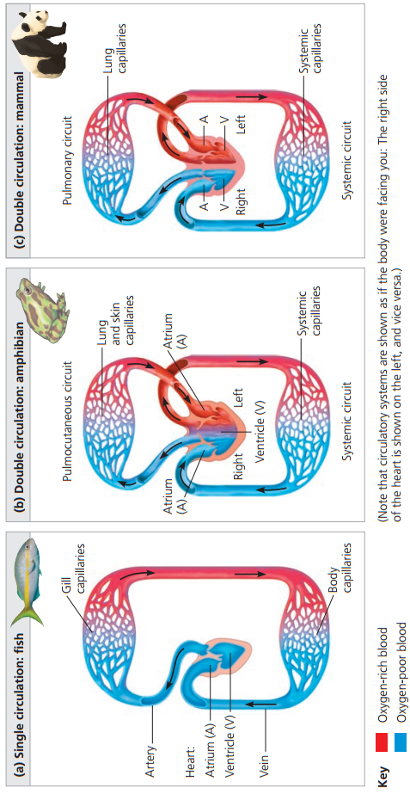 (a) Single circulation: fish
Gill
capillaries
Artery
Heart:
Atrium (A)
Ventricle (V)
Vein
Body
capillaries
(b) Double circulation: amphibian
Pulmocutaneous circuit
Lung
and skin
capillaries
Atrium
(A)
Atrium
(A)
Right
Left
Ventricle (V)
Systemic
capillaries
Systemic circuit
(c) Double circulation: mammal
Pulmonary circuit
Lung
capillaries
A
V
Right
A
V
Left
Systemic
capillaries
Systemic circuit
Key
Oxygen-rich blood
Oxygen-poor blood
(Note that circulatory systems are shown as if the body were facing you: The right side
of the heart is shown on the left, and vice versa.)